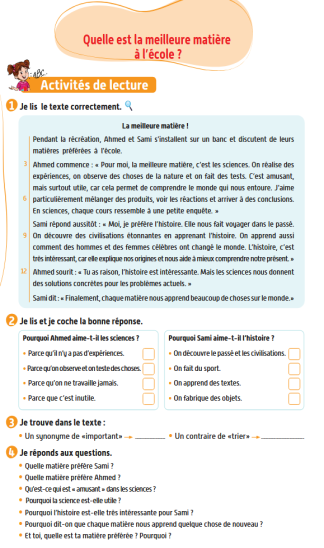 Quelle est la meilleure matière
à l'école ?
ABC
Activités de lecture
1 Je lis le texte correctement.
La meilleure matière !
Pendant la récréation, Ahmed et Sami s'installent sur un banc et discutent de leurs
matières préférées à l'école.
3 Ahmed commence : « Pour moi, la meilleure matière, c'est les sciences. On réalise des
expériences, on observe des choses de la nature et on fait des tests. C'est amusant,
mais surtout utile, car cela permet de comprendre le monde qui nous entoure. J'aime
6 particulièrement mélanger des produits, voir les réactions et arriver à des conclusions.
En sciences, chaque cours ressemble à une petite enquête. »
Sami répond aussitôt : « Moi, je préfère l'histoire. Elle nous fait voyager dans le passé.
9 On découvre des civilisations étonnantes en apprenant l'histoire. On apprend aussi
comment des hommes et des femmes célèbres ont changé le monde. L'histoire, c'est
très intéressant, car elle explique nos origines et nous aide à mieux comprendre notre présent. »
12 Ahmed sourit : « Tu as raison, l'histoire est intéressante. Mais les sciences nous donnent
des solutions concrètes pour les problèmes actuels. »
Sami dit : « Finalement, chaque matière nous apprend beaucoup de choses sur le monde.»
2 Je lis et je coche la bonne réponse.
Pourquoi Ahmed aime-t-il les sciences ?
• Parce qu'il n'y a pas d'expériences.
• Parce qu'on observe et on teste des choses.
• Parce qu'on ne travaille jamais.
• Parce que c'est inutile.
Pourquoi Sami aime-t-il l'histoire ?
• On découvre le passé et les civilisations.
• On fait du sport.
• On apprend des textes.
• On fabrique des objets.
3 Je trouve dans le texte :
• Un synonyme de «important» → ________ • Un contraire de «trier» → ________
4 Je réponds aux questions.
• Quelle matière préfère Sami ?
• Quelle matière préfère Ahmed ?
• Qu'est-ce qui est « amusant » dans les sciences ?
• Pourquoi la science est-elle utile ?
• Pourquoi l'histoire est-elle très intéressante pour Sami ?
• Pourquoi dit-on que chaque matière nous apprend quelque chose de nouveau ?
• Et toi, quelle est ta matière préférée ? Pourquoi ?